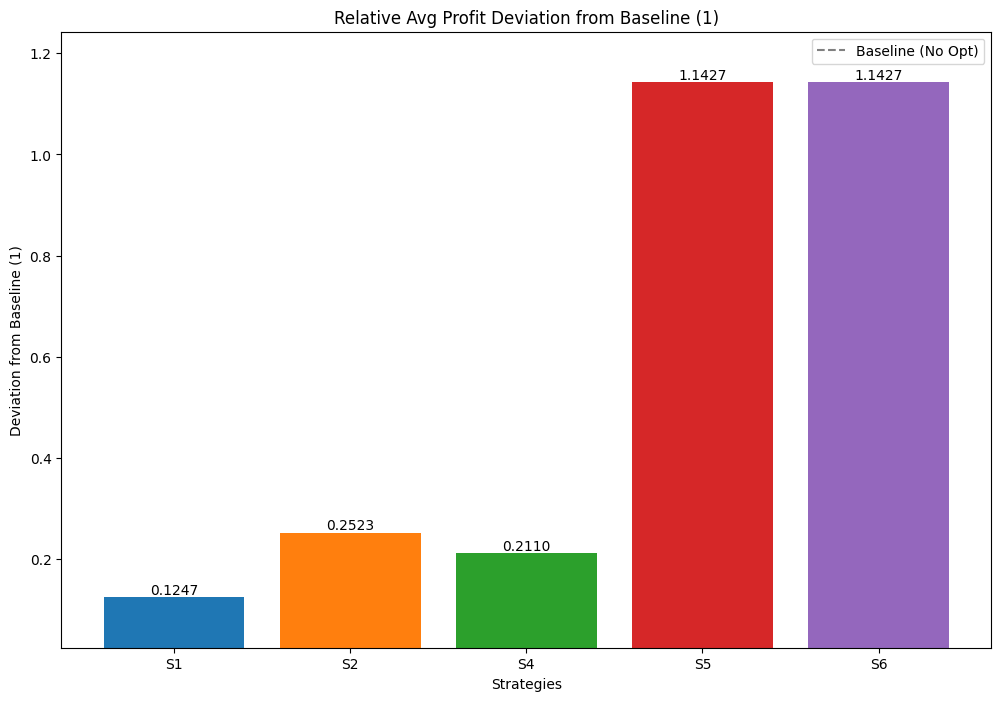 Relative Avg Profit Deviation from Baseline (1)
Baseline (No Opt)
Deviation from Baseline (1)
1.2
1.0
0.8
0.6
0.4
0.2
0.1247
0.2523
0.2110
1.1427
1.1427
S1
S2
S4
S5
S6
Strategies